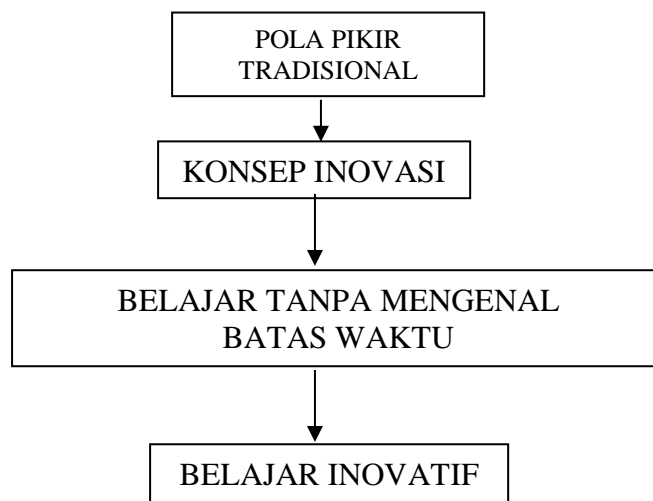 POLA PIKIR
TRADISIONAL
KONSEP INOVASI
BELAJAR TANPA MENGENAL
BATAS WAKTU
BELAJAR INOVATIF